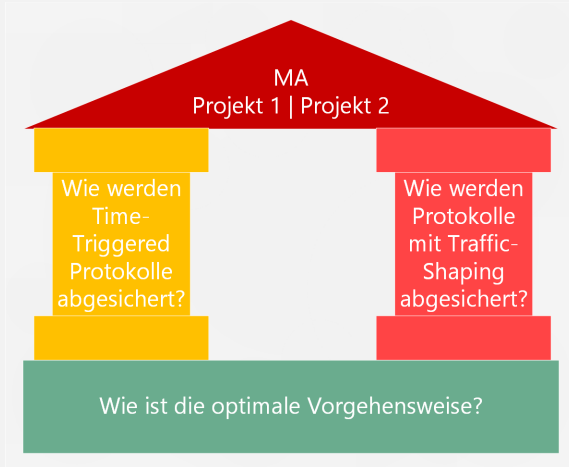 MA
Projekt 1 | Projekt 2
Wie werden
Time-
Triggered
Protokolle
abgesichert?
Wie werden
Protokolle
mit Traffic-
Shaping
abgesichert?
Wie ist die optimale Vorgehensweise?